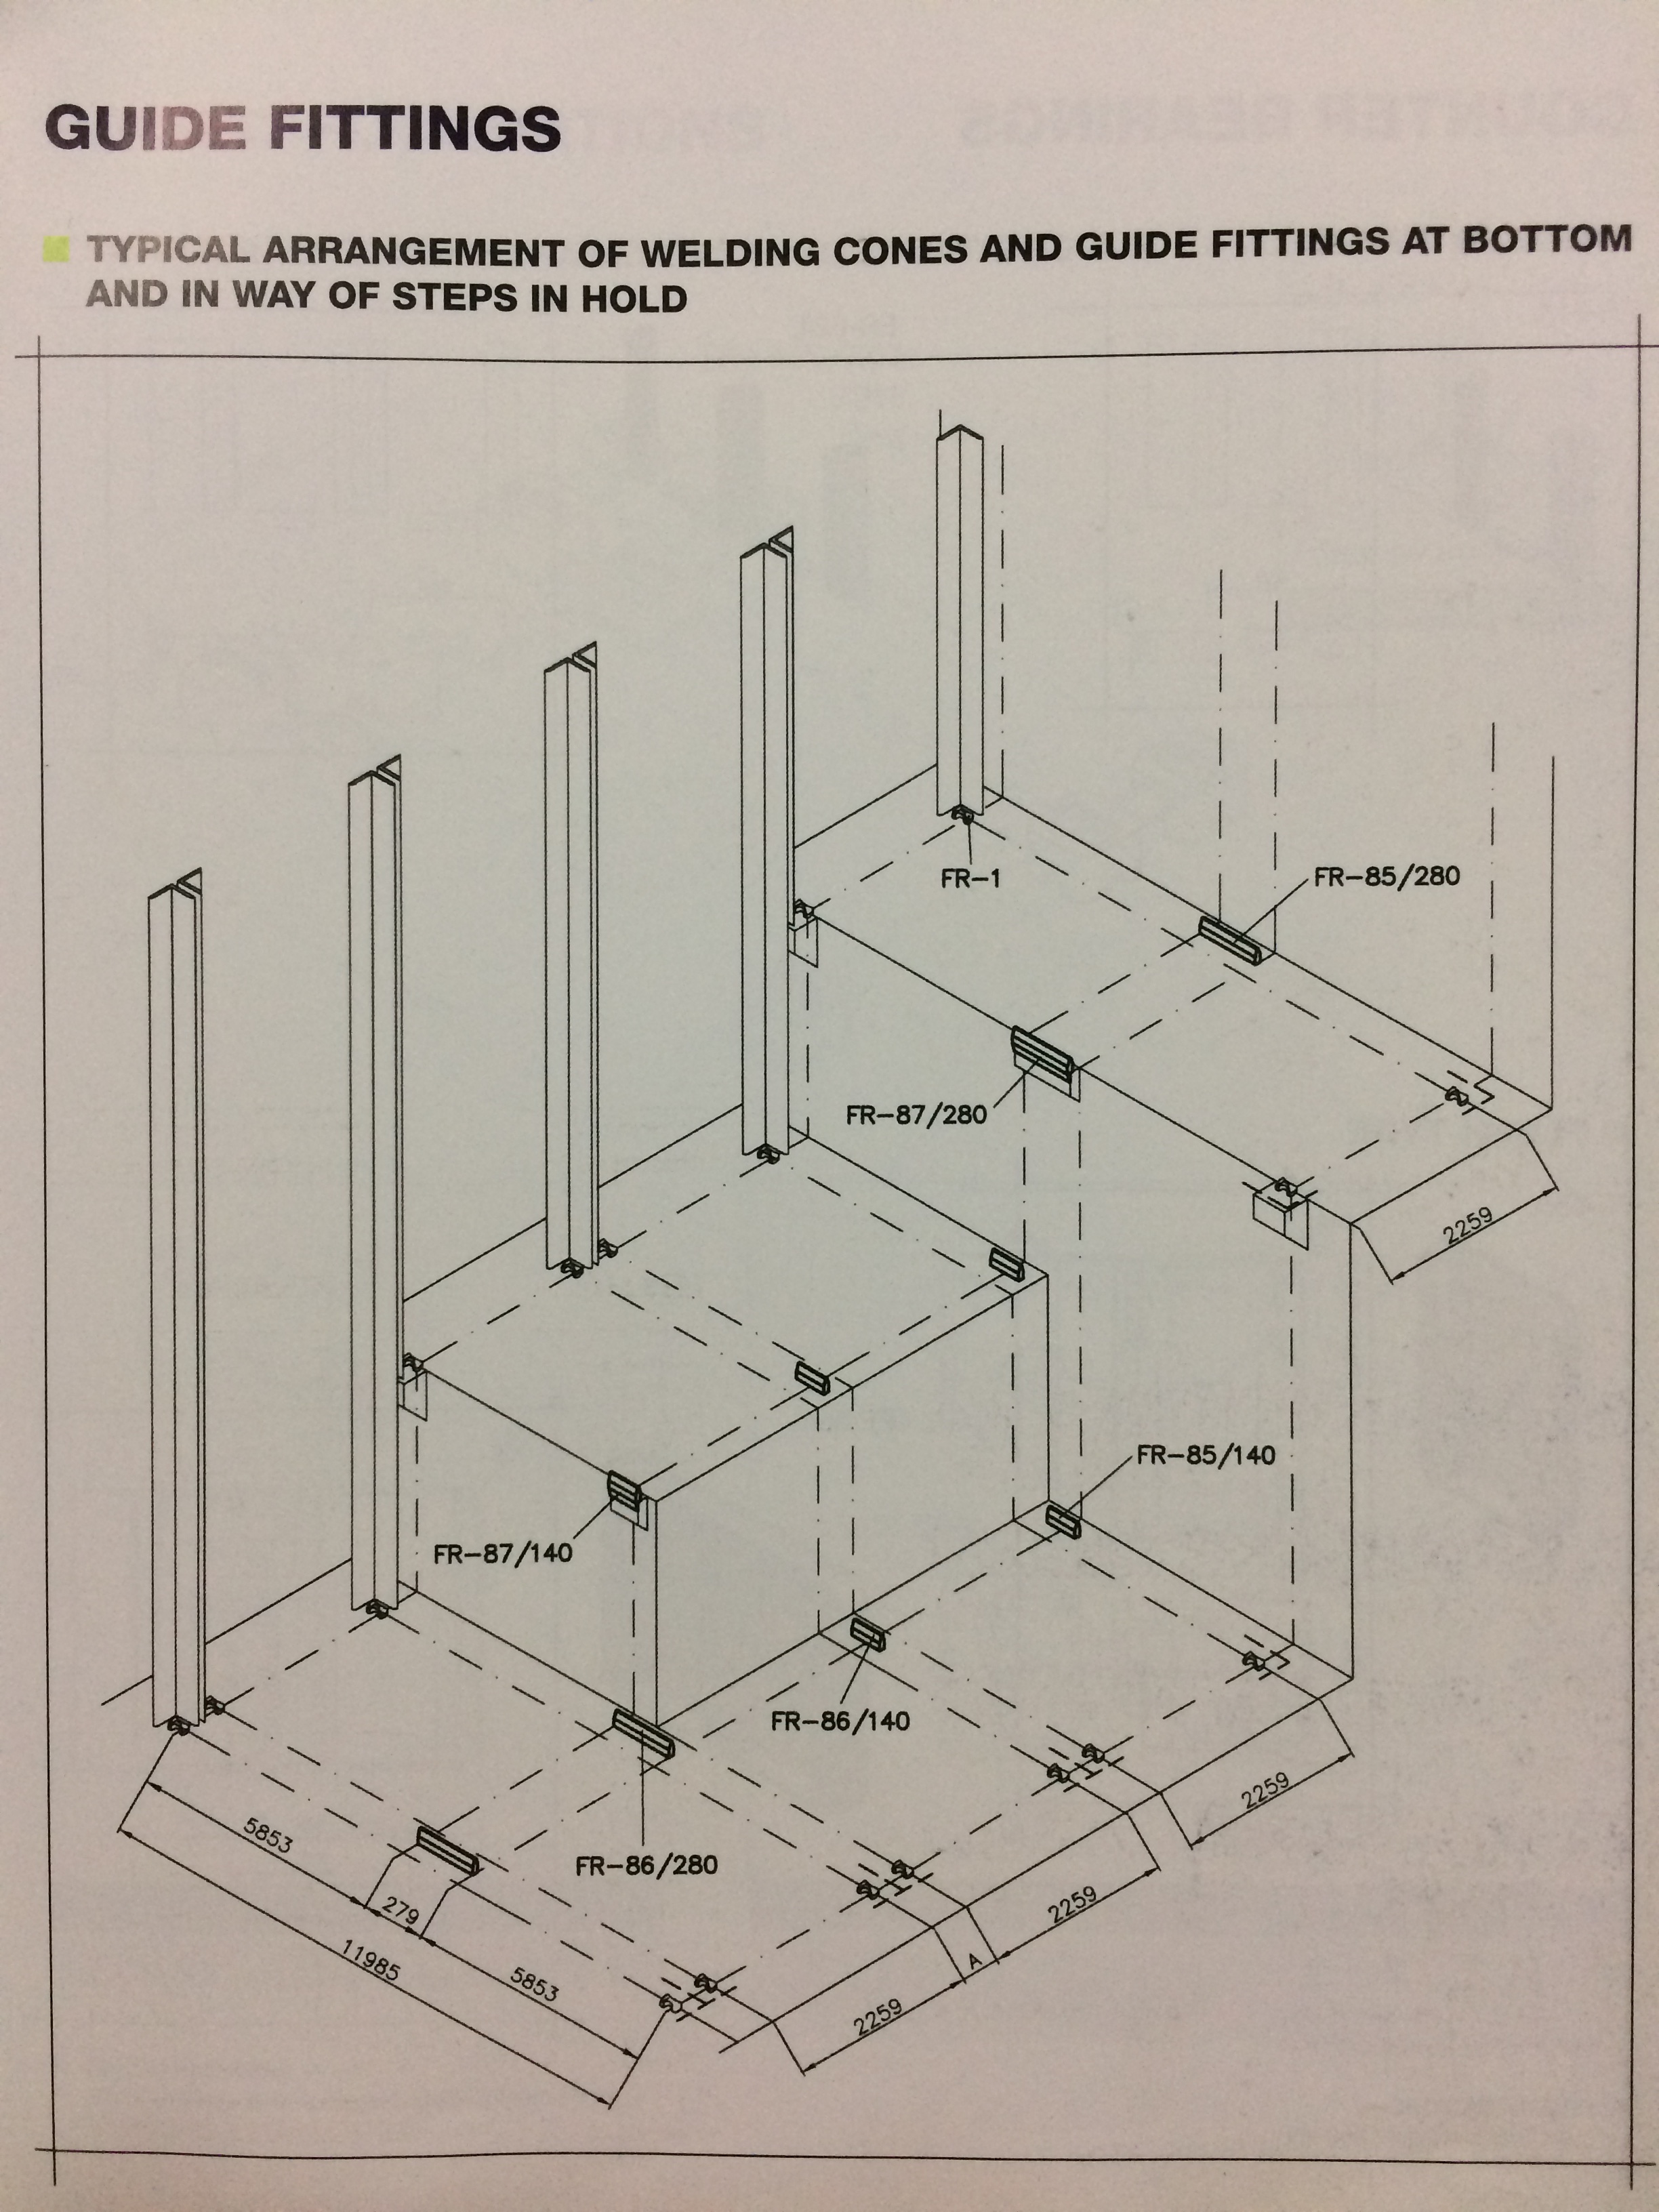 GUIDE FITTINGS
TYPICAL ARRANGEMENT OF WELDING CONES AND GUIDE FITTINGS AT BOTTOM
AND IN WAY OF STEPS IN HOLD
FR-1
FR-85/280
FR-87/280
2259
FR-85/140
FR-87/140
FR-86/140
2259
5853
FR-86/280
279
2259
11985
5853
A
2259